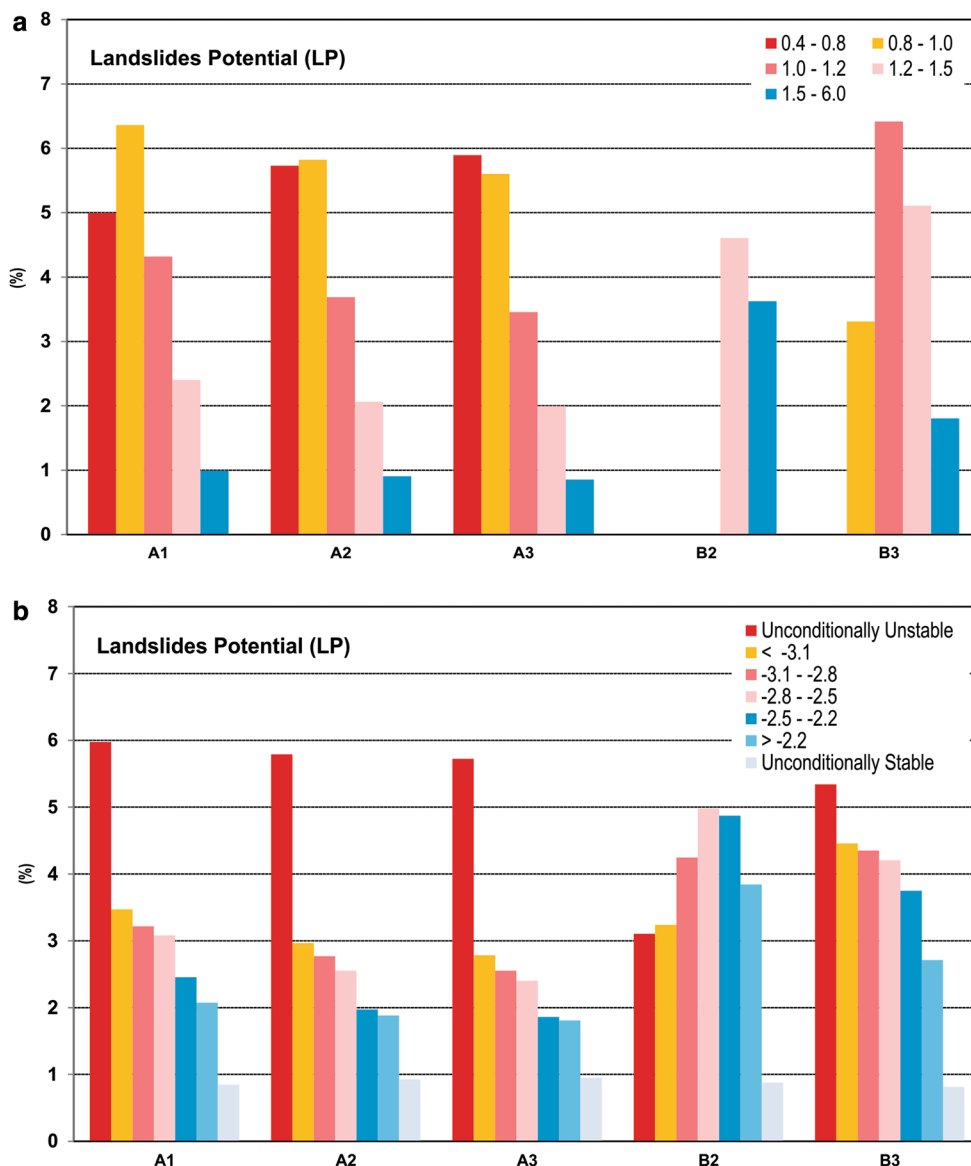 a
8
Landslides Potential (LP)
0.4 - 0.8
0.8 - 1.0
1.0 - 1.2
1.2 - 1.5
1.5 - 6.0
7
6
5
4
3
2
1
0
(%)
A1 A2 A3 B2 B3
b
8
Landslides Potential (LP)
Unconditionally Unstable
< -3.1
-3.1 - -2.8
-2.8 - -2.5
-2.5 - -2.2
> -2.2
Unconditionally Stable
7
6
5
4
3
2
1
0
(%)
A1 A2 A3 B2 B3